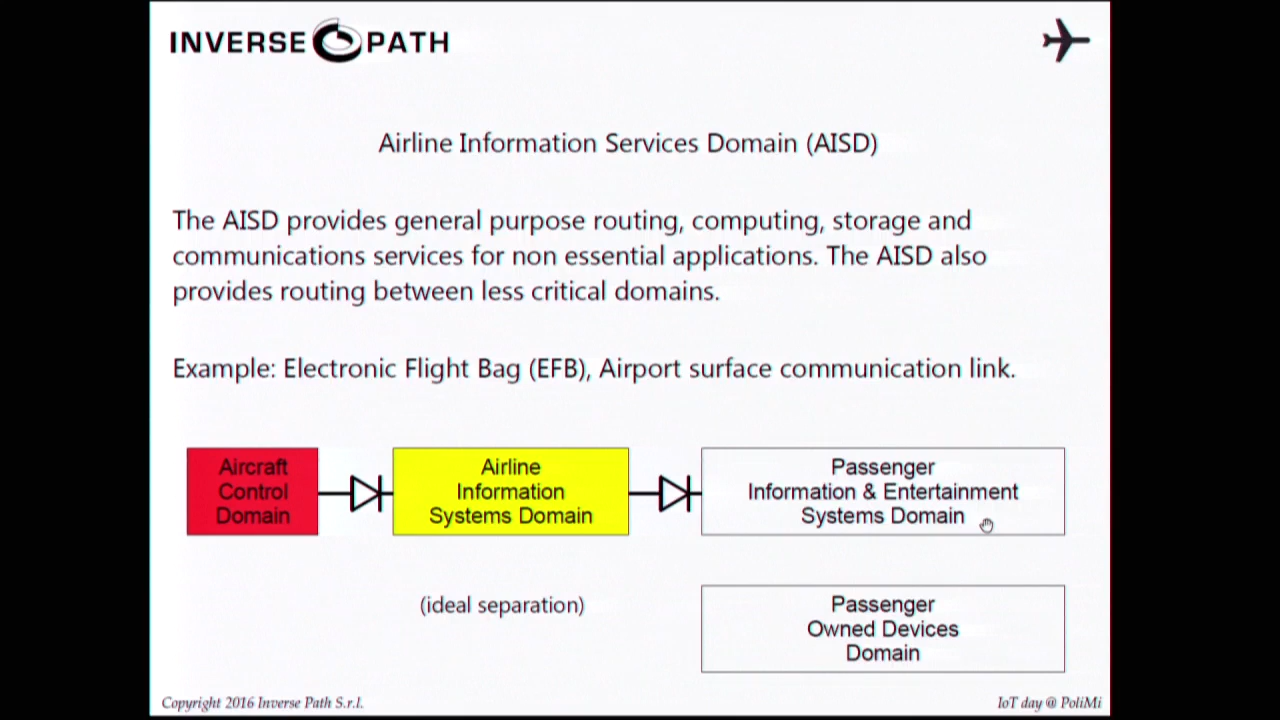 INVERSE PATH
Airline Information Services Domain (AISD)
The AISD provides general purpose routing, computing, storage and
communications services for non essential applications. The AISD also
provides routing between less critical domains.
Example: Electronic Flight Bag (EFB), Airport surface communication link.
Aircraft
Control
Domain
Airline
Information
Systems Domain
Passenger
Information & Entertainment
Systems Domain
(ideal separation)
Passenger
Owned Devices
Domain
Copyright 2016 Inverse Path S.r.l.
IoT day @ PoliMi